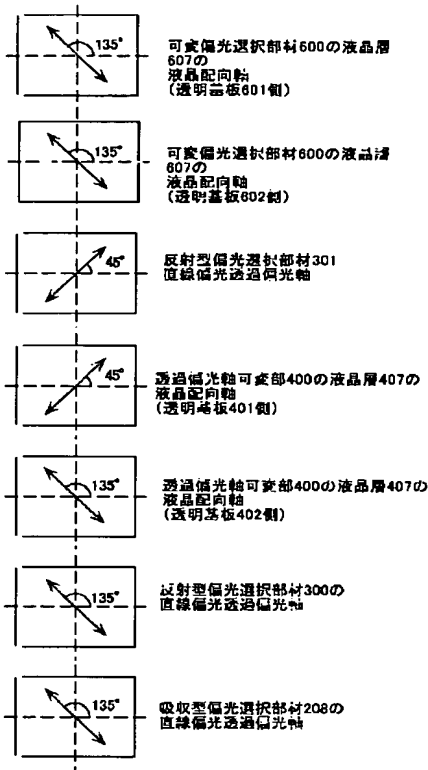 135°
可変偏光選択部材600の液晶層
607の
液晶配向軸
(透明基板601側)
135°
可変偏光選択部材600の液晶層
607の
液晶配向軸
(透明基板602側)
45°
反射型偏光選択部材301
直線偏光透過偏光軸
45°
透過偏光軸可変部400の液晶層407の
液晶配向軸
(透明基板401側)
135°
透過偏光軸可変部400の液晶層407の
液晶配向軸
(透明基板402側)
135°
反射型偏光選択部材300の
直線偏光透過偏光軸
135°
吸収型偏光選択部材208の
直線偏光透過偏光軸